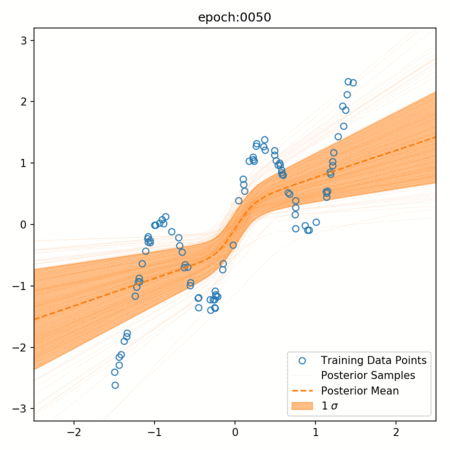 epoch:0050
3
2
1
0
−1
−2
−3
Training Data Points
Posterior Samples
Posterior Mean
1 σ
−2
−1
0
1
2